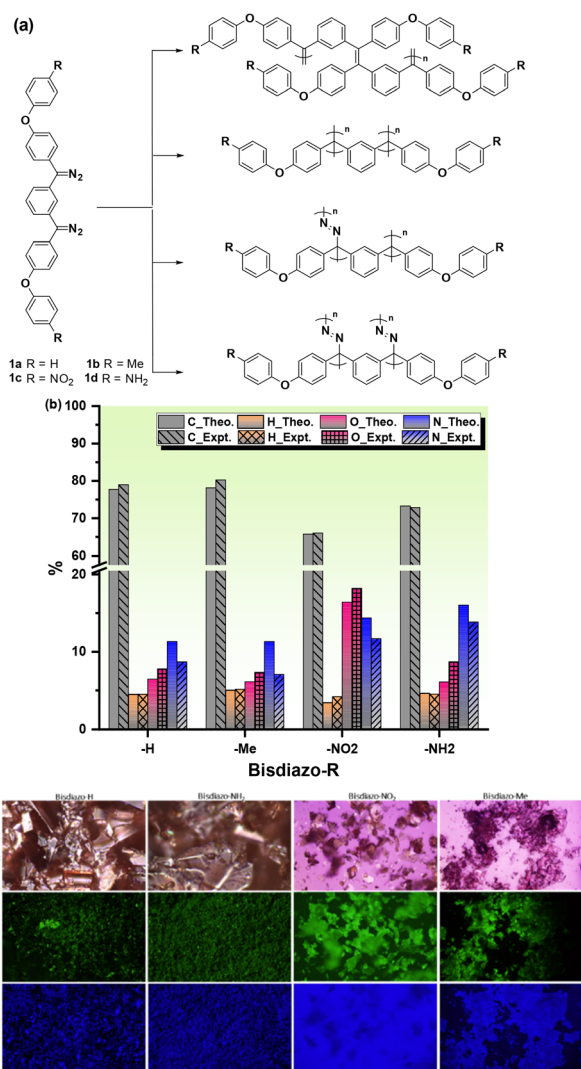 (a)
R
O
N2
N2
O
R
1a R = H 1b R = Me
1c R = NO2 1d R = NH2
O
R
n
O
R
R
O
n
O
R
n
n
R
O
O
R
n
N
N
n
R
O
O
R
n
n
N
N
N
N
R
O
O
R
(b)
C_Theo. H_Theo. O_Theo. N_Theo.
C_Expt. H_Expt. O_Expt. N_Expt.
100
90
80
70
60
20
10
0
%
-H -Me -NO2 -NH2
Bisdiazo-R
Bisdiazo-H Bisdiazo-NH2 Bisdiazo-NO2 Bisdiazo-Me